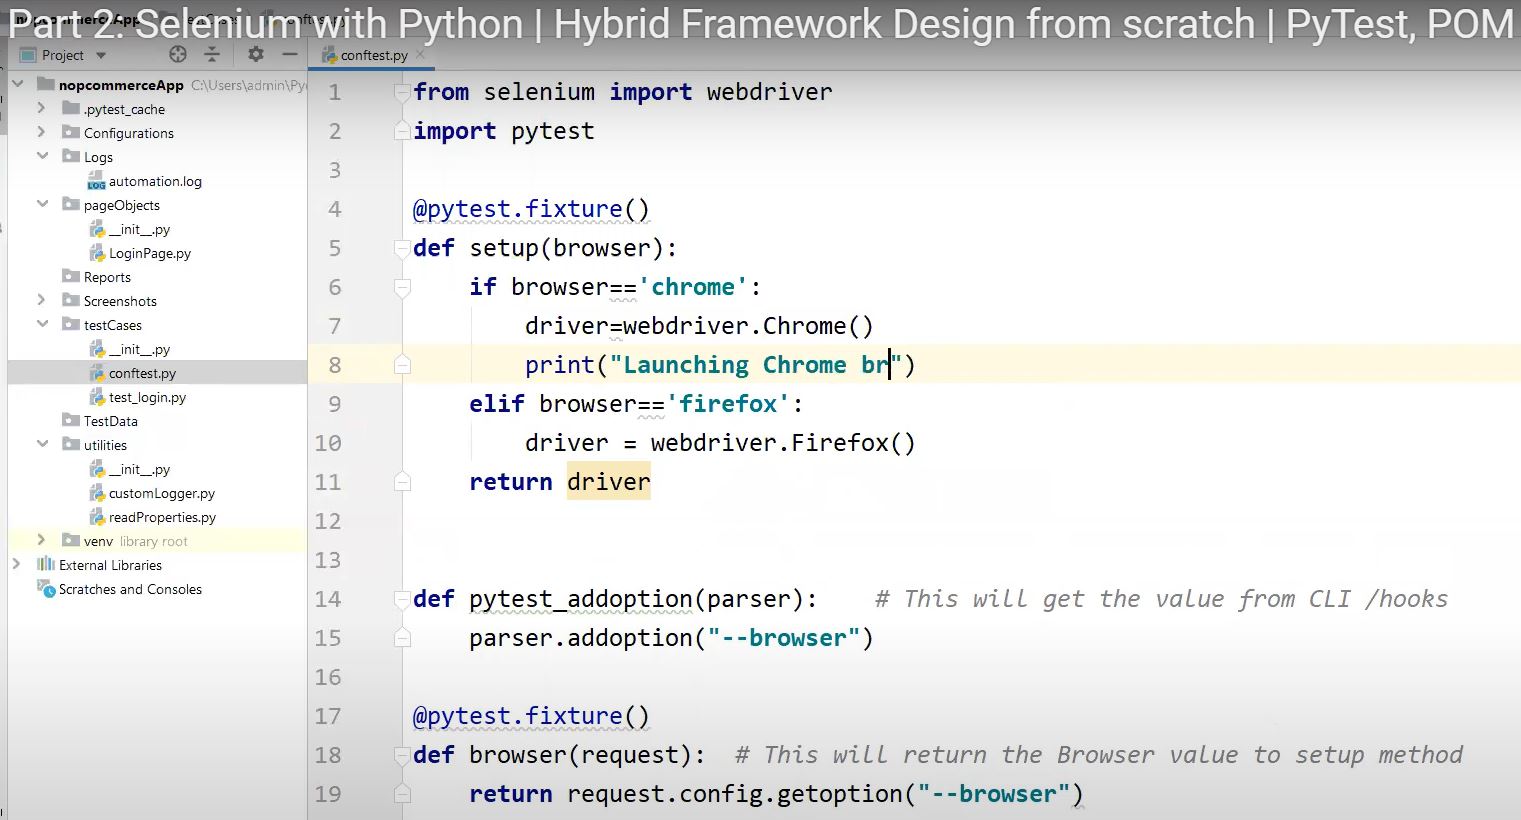 Part 2: Selenium with Python | Hybrid Framework Design from scratch | PyTest, POM
Project
conftest.py
nopcommerceApp C:\Users\admin\Py
.pytest_cache
Configurations
Logs
LOG automation.log
pageObjects
__init__.py
LoginPage.py
Reports
Screenshots
testCases
__init__.py
conftest.py
test_login.py
TestData
utilities
__init__.py
customLogger.py
readProperties.py
venv library root
External Libraries
Scratches and Consoles
1 from selenium import webdriver
2 import pytest
3
4 @pytest.fixture()
5 def setup(browser):
6 if browser=='chrome':
7 driver=webdriver.Chrome()
8 print("Launching Chrome br")
9 elif browser=='firefox':
10 driver = webdriver.Firefox()
11 return driver
12
13
14 def pytest_addoption(parser): # This will get the value from CLI /hooks
15 parser.addoption("--browser")
16
17 @pytest.fixture()
18 def browser(request): # This will return the Browser value to setup method
19 return request.config.getoption("--browser")